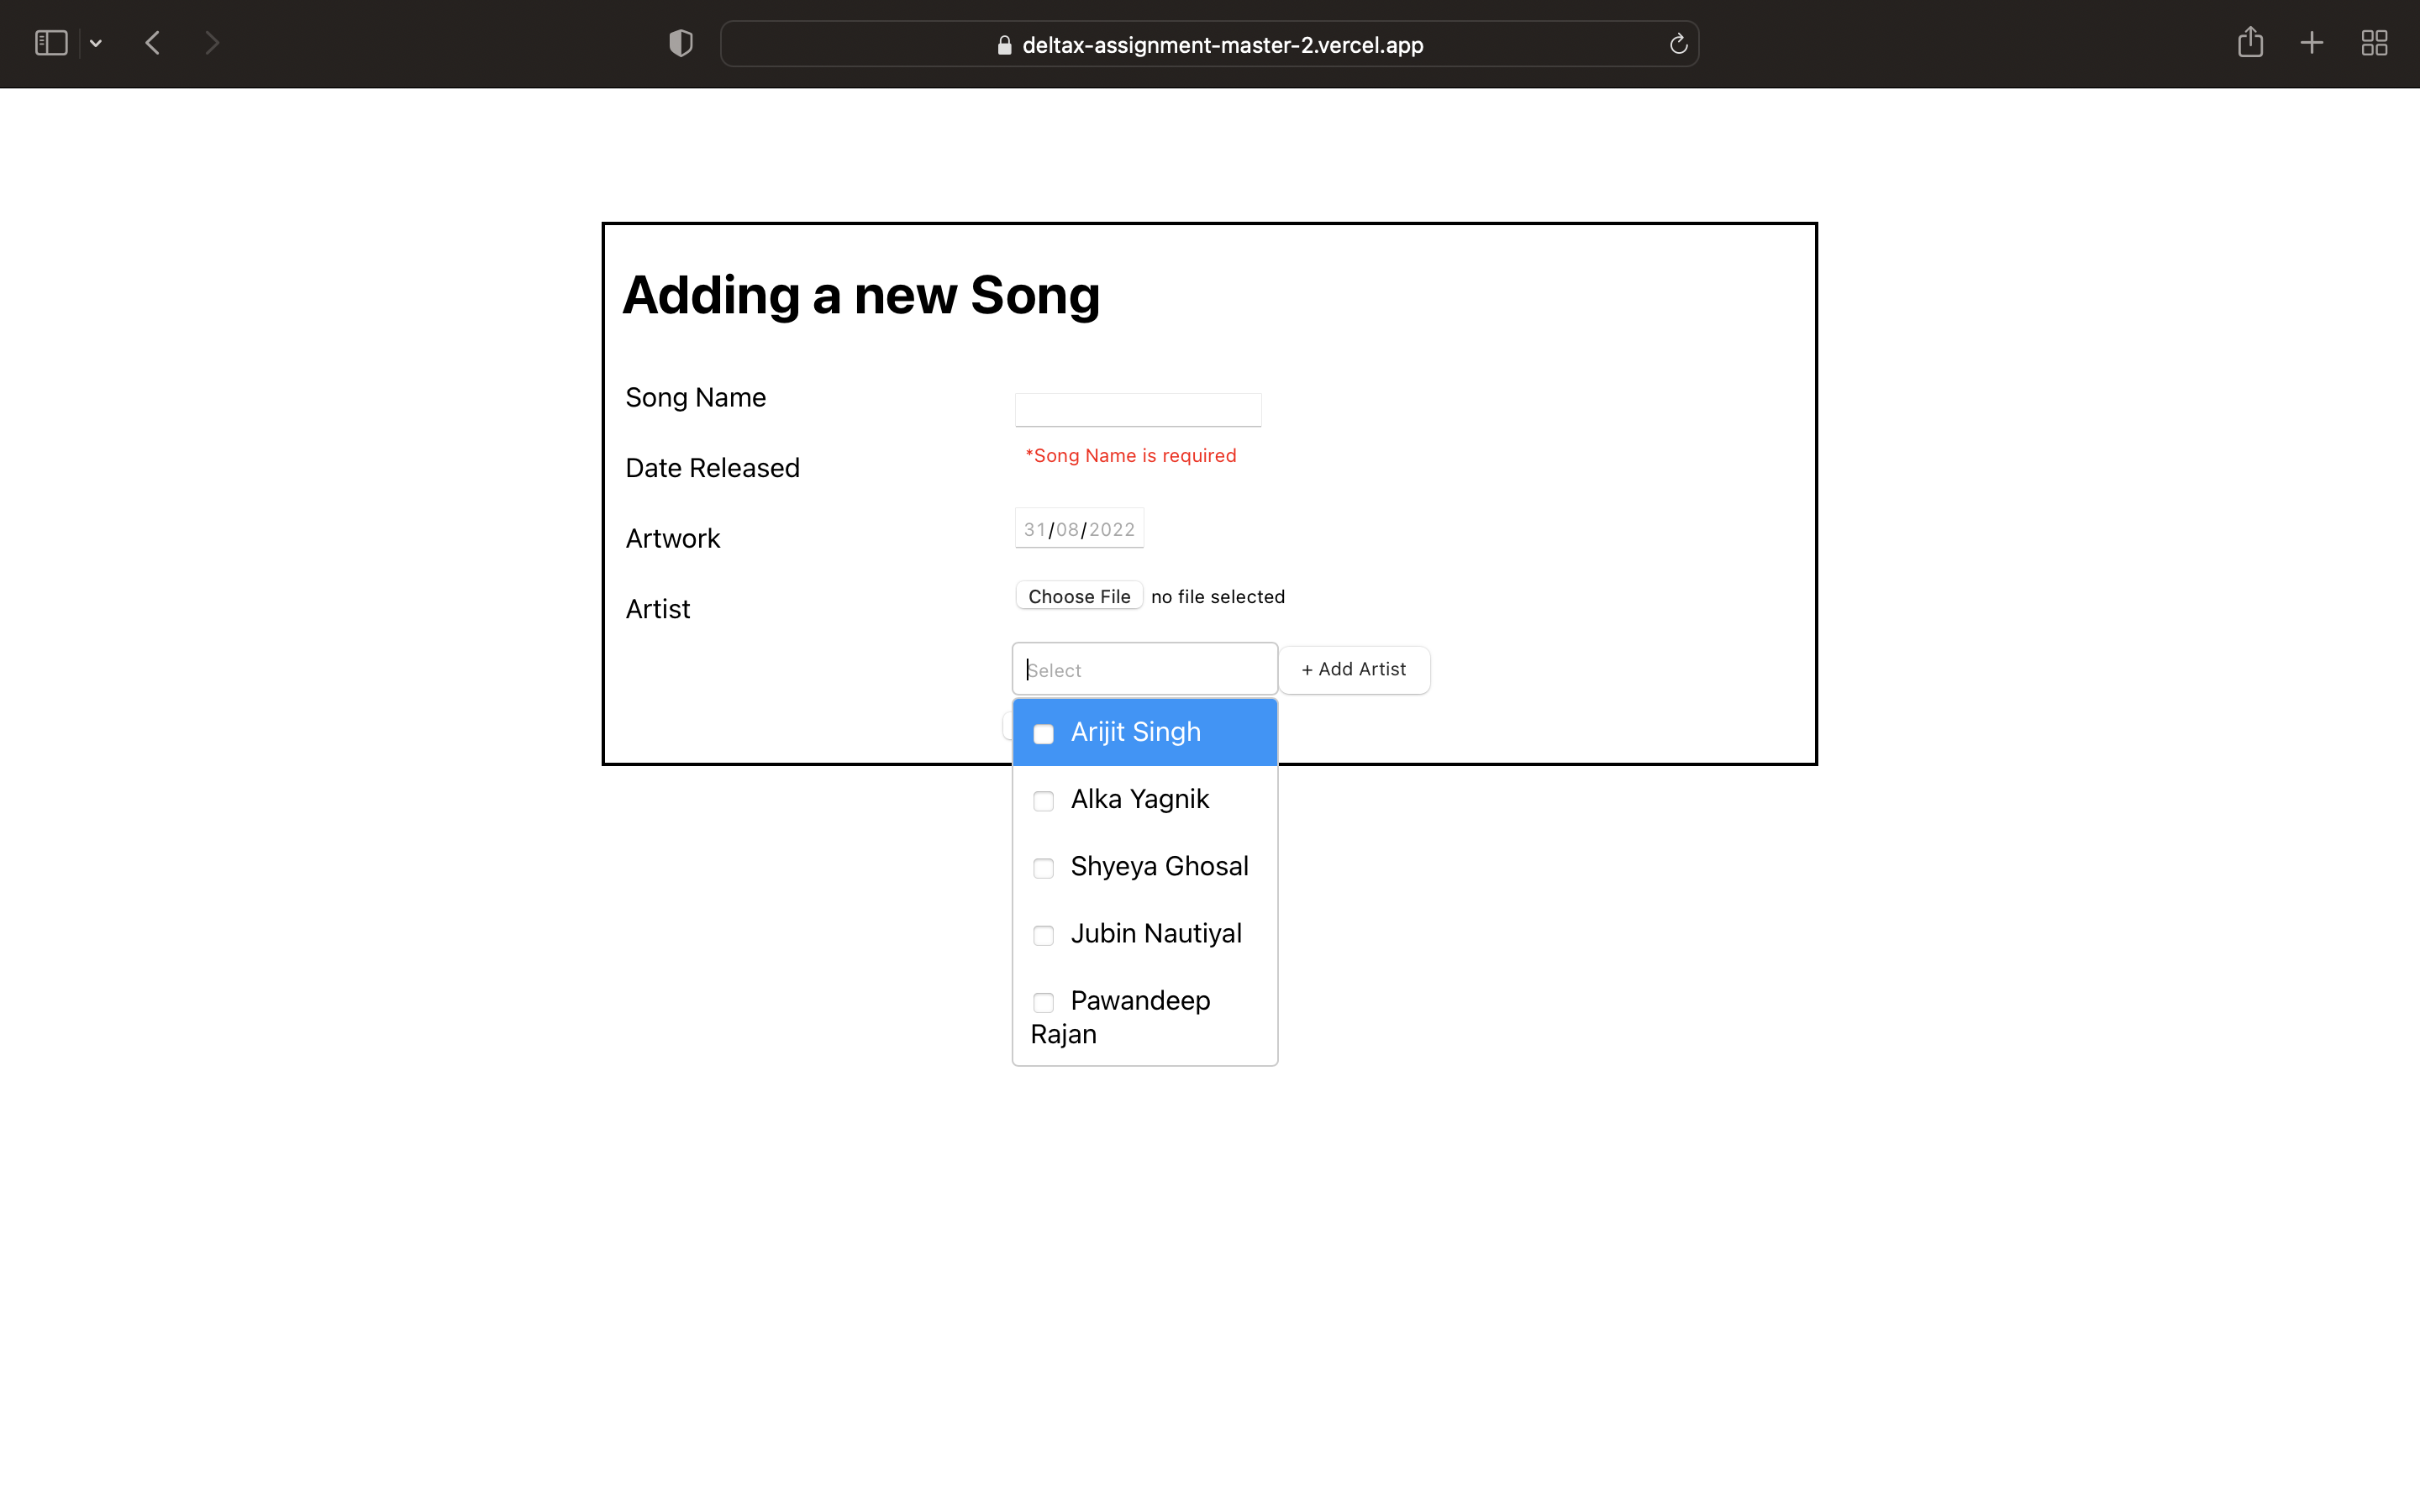 deltax-assignment-master-2.vercel.app
Adding a new Song
Song Name
*Song Name is required
Date Released
31/08/2022
Artwork
Choose File no file selected
Artist
Select
+ Add Artist
Arijit Singh
Alka Yagnik
Shyeya Ghosal
Jubin Nautiyal
Pawandeep
Rajan